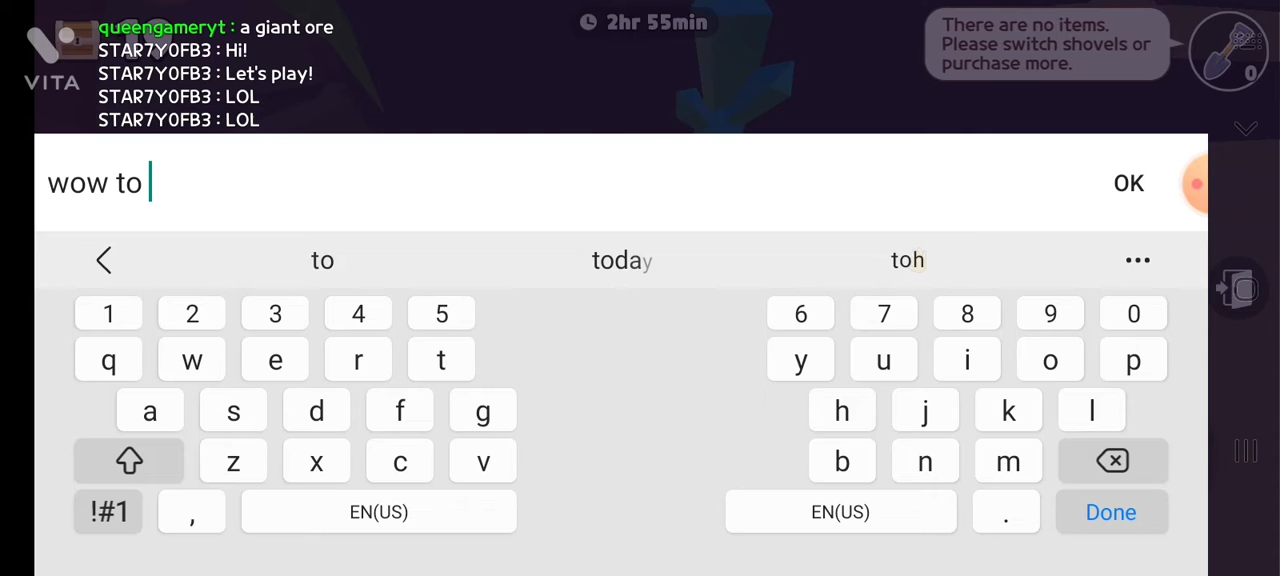 queengameryt : a giant ore
STAR7Y0FB3 : Hi!
STAR7Y0FB3 : Let's play!
STAR7Y0FB3 : LOL
STAR7Y0FB3 : LOL
VITA
2hr 55min
There are no items.
Please switch shovels or
purchase more.
0
wow to
OK
to today toh
1 2 3 4 5 6 7 8 9 0
q w e r t y u i o p
a s d f g h j k l
z x c v b n m
!#1 , EN(US) EN(US) . Done